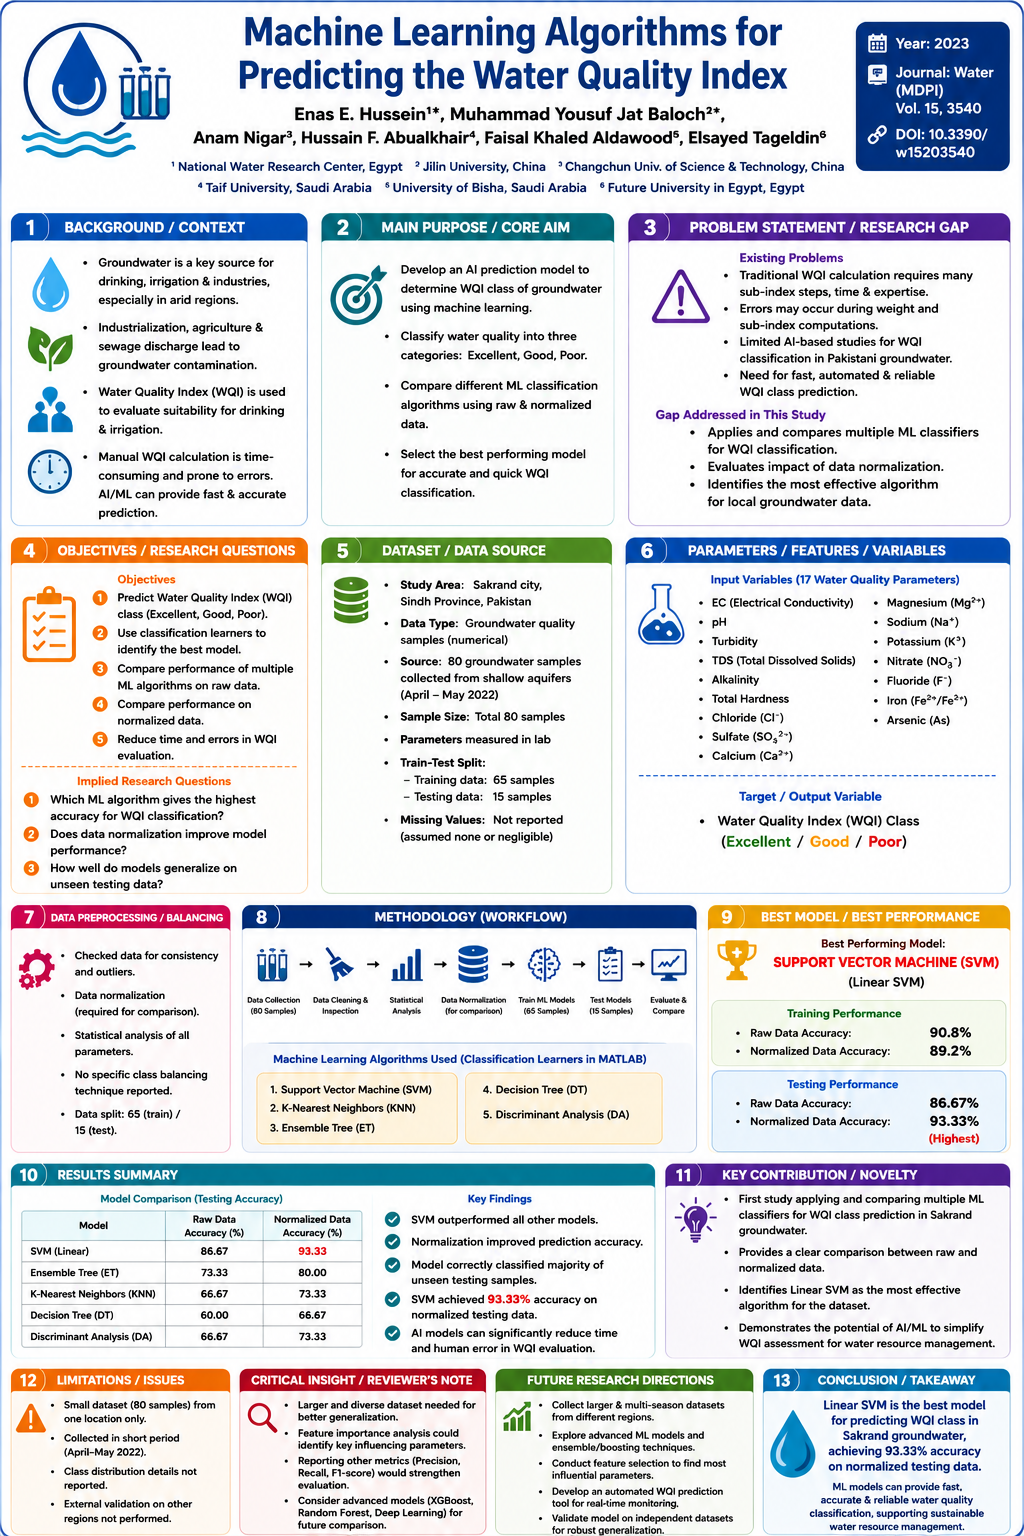 Machine Learning Algorithms for
Predicting the Water Quality Index
Enas E. Hussein¹*, Muhammad Yousuf Jat Baloch²*,
Anam Nigar³, Hussain F. Abualkhair⁴, Faisal Khaled Aldawood⁵, Elsayed Tageldin⁶
¹ National Water Research Center, Egypt ² Jilin University, China ³ Changchun Univ. of Science & Technology, China
⁴ Taif University, Saudi Arabia ⁵ University of Bisha, Saudi Arabia ⁶ Future University in Egypt, Egypt
Year: 2023
Journal: Water
(MDPI)
Vol. 15, 3540
DOI: 10.3390/
w15203540
1 BACKGROUND / CONTEXT
• Groundwater is a key source for
drinking, irrigation & industries,
especially in arid regions.
• Industrialization, agriculture &
sewage discharge lead to
groundwater contamination.
• Water Quality Index (WQI) is used
to evaluate suitability for drinking
& irrigation.
• Manual WQI calculation is time-
consuming and prone to errors.
AI/ML can provide fast & accurate
prediction.
2 MAIN PURPOSE / CORE AIM
• Develop an AI prediction model to
determine WQI class of groundwater
using machine learning.
• Classify water quality into three
categories: Excellent, Good, Poor.
• Compare different ML classification
algorithms using raw & normalized
data.
• Select the best performing model
for accurate and quick WQI
classification.
3 PROBLEM STATEMENT / RESEARCH GAP
Existing Problems
• Traditional WQI calculation requires many
sub-index steps, time & expertise.
• Errors may occur during weight and
sub-index computations.
• Limited AI-based studies for WQI
classification in Pakistani groundwater.
• Need for fast, automated & reliable
WQI class prediction.
Gap Addressed in This Study
• Applies and compares multiple ML classifiers
for WQI classification.
• Evaluates impact of data normalization.
• Identifies the most effective algorithm
for local groundwater data.
4 OBJECTIVES / RESEARCH QUESTIONS
Objectives
1 Predict Water Quality Index (WQI)
class (Excellent, Good, Poor).
2 Use classification learners to
identify the best model.
3 Compare performance of multiple
ML algorithms on raw data.
4 Compare performance on
normalized data.
5 Reduce time and errors in WQI
evaluation.
Implied Research Questions
1 Which ML algorithm gives the highest
accuracy for WQI classification?
2 Does data normalization improve model
performance?
3 How well do models generalize on
unseen testing data?
5 DATASET / DATA SOURCE
• Study Area: Sakrand city,
Sindh Province, Pakistan
• Data Type: Groundwater quality
samples (numerical)
• Source: 80 groundwater samples
collected from shallow aquifers
(April – May 2022)
• Sample Size: Total 80 samples
• Parameters measured in lab
• Train-Test Split:
– Training data: 65 samples
– Testing data: 15 samples
• Missing Values: Not reported
(assumed none or negligible)
6 PARAMETERS / FEATURES / VARIABLES
Input Variables (17 Water Quality Parameters)
• EC (Electrical Conductivity)
• pH
• Turbidity
• TDS (Total Dissolved Solids)
• Alkalinity
• Total Hardness
• Chloride (Cl⁻)
• Sulfate (SO₃²⁻)
• Calcium (Ca²⁺)
• Magnesium (Mg²⁺)
• Sodium (Na⁺)
• Potassium (K³)
• Nitrate (NO₃⁻)
• Fluoride (F⁻)
• Iron (Fe²⁺/Fe²⁺)
• Arsenic (As)
Target / Output Variable
• Water Quality Index (WQI) Class
(Excellent / Good / Poor)
7 DATA PREPROCESSING / BALANCING
• Checked data for consistency
and outliers.
• Data normalization
(required for comparison).
• Statistical analysis of all
parameters.
• No specific class balancing
technique reported.
• Data split: 65 (train) /
15 (test).
8 METHODOLOGY (WORKFLOW)
Data Collection
(80 Samples)
Data Cleaning &
Inspection
Statistical
Analysis
Data Normalization
(for comparison)
Train ML Models
(65 Samples)
Test Models
(15 Samples)
Evaluate &
Compare
Machine Learning Algorithms Used (Classification Learners in MATLAB)
1. Support Vector Machine (SVM)
2. K-Nearest Neighbors (KNN)
3. Ensemble Tree (ET)
4. Decision Tree (DT)
5. Discriminant Analysis (DA)
9 BEST MODEL / BEST PERFORMANCE
Best Performing Model:
SUPPORT VECTOR MACHINE (SVM)
(Linear SVM)
Training Performance
• Raw Data Accuracy: 90.8%
• Normalized Data Accuracy: 89.2%
Testing Performance
• Raw Data Accuracy: 86.67%
• Normalized Data Accuracy: 93.33%
(Highest)
10 RESULTS SUMMARY
Model Comparison (Testing Accuracy)
Model Raw Data Accuracy (%) Normalized Data Accuracy (%)
SVM (Linear) 86.67 93.33
Ensemble Tree (ET) 73.33 80.00
K-Nearest Neighbors (KNN) 66.67 73.33
Decision Tree (DT) 60.00 66.67
Discriminant Analysis (DA) 66.67 73.33
Key Findings
SVM outperformed all other models.
Normalization improved prediction accuracy.
Model correctly classified majority of
unseen testing samples.
SVM achieved 93.33% accuracy on
normalized testing data.
AI models can significantly reduce time
and human error in WQI evaluation.
11 KEY CONTRIBUTION / NOVELTY
• First study applying and comparing multiple ML
classifiers for WQI class prediction in Sakrand
groundwater.
• Provides a clear comparison between raw and
normalized data.
• Identifies Linear SVM as the most effective
algorithm for the dataset.
• Demonstrates the potential of AI/ML to simplify
WQI assessment for water resource management.
12 LIMITATIONS / ISSUES
• Small dataset (80 samples) from
one location only.
• Collected in short period
(April–May 2022).
• Class distribution details not
reported.
• External validation on other
regions not performed.
CRITICAL INSIGHT / REVIEWER'S NOTE
• Larger and diverse dataset needed for
better generalization.
• Feature importance analysis could
identify key influencing parameters.
• Reporting other metrics (Precision,
Recall, F1-score) would strengthen
evaluation.
• Consider advanced models (XGBoost,
Random Forest, Deep Learning) for
future comparison.
FUTURE RESEARCH DIRECTIONS
• Collect larger & multi-season datasets
from different regions.
• Explore advanced ML models and
ensemble/boosting techniques.
• Conduct feature selection to find most
influential parameters.
• Develop an automated WQI prediction
tool for real-time monitoring.
• Validate model on independent datasets
for robust generalization.
13 CONCLUSION / TAKEAWAY
Linear SVM is the best model
for predicting WQI class in
Sakrand groundwater,
achieving 93.33% accuracy
on normalized testing data.
ML models can provide fast,
accurate & reliable water quality
classification, supporting sustainable
water resource management.